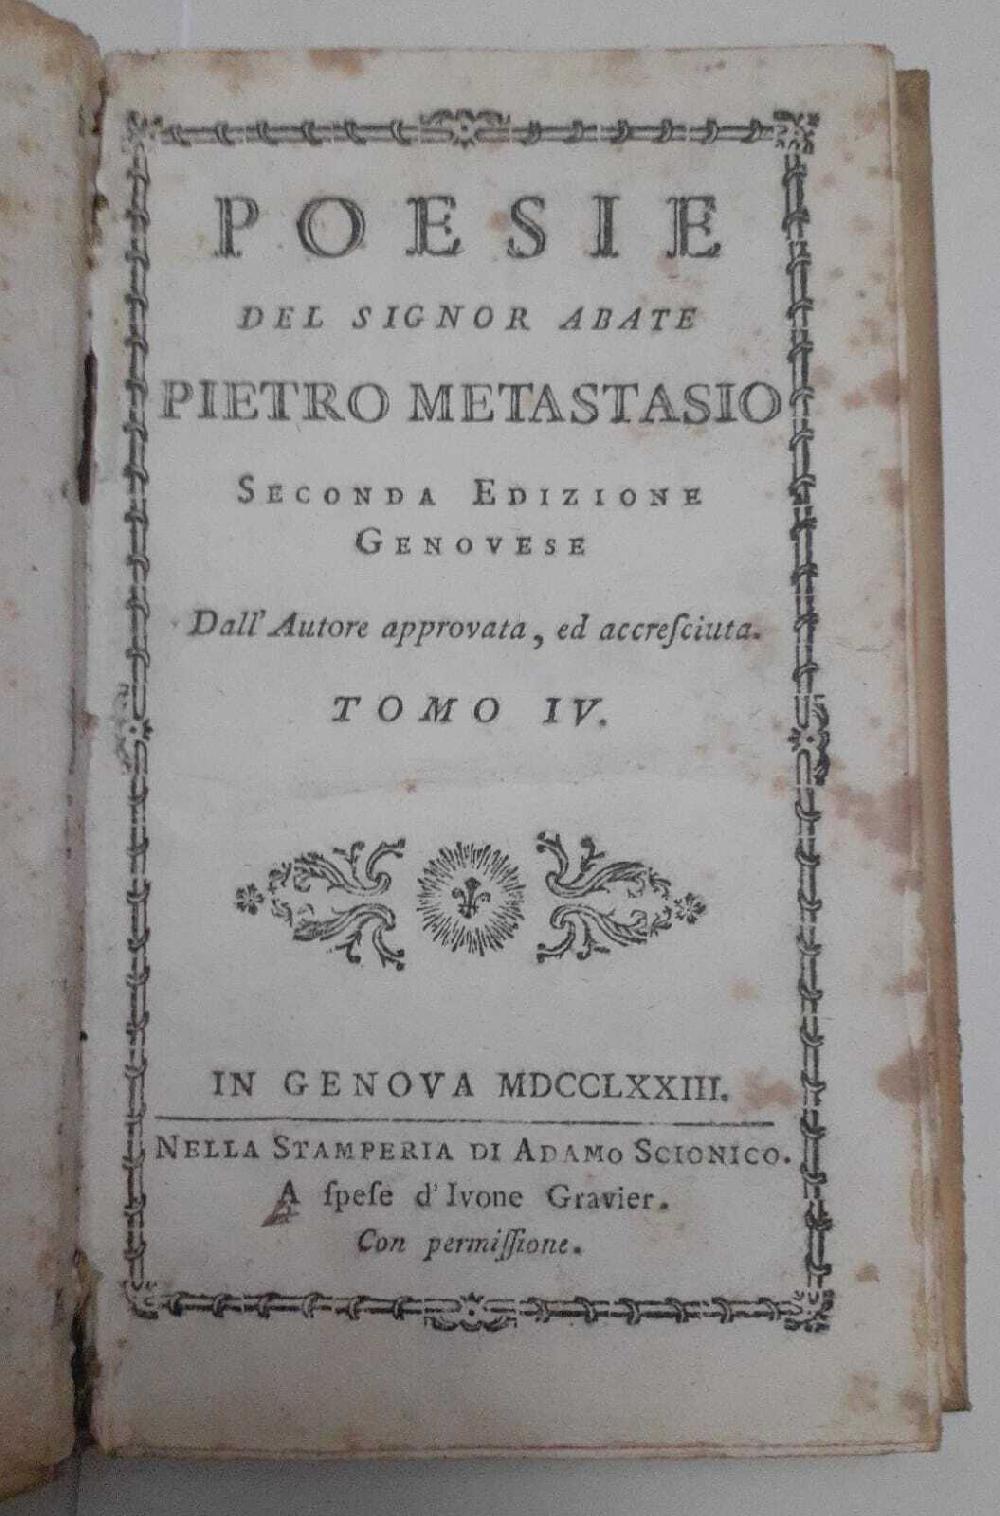 POESIE
DEL SIGNOR ABATE
PIETRO METASTASIO
SECONDA EDIZIONE
GENOVESE
Dall' Autore approvata, ed accreſciuta.
TOMO IV.
IN GENOVA MDCCLXXIII.
NELLA STAMPERIA DI ADAMO SCIONICO.
A ſpeſe d' Ivone Gravier.
Con permiſſione.